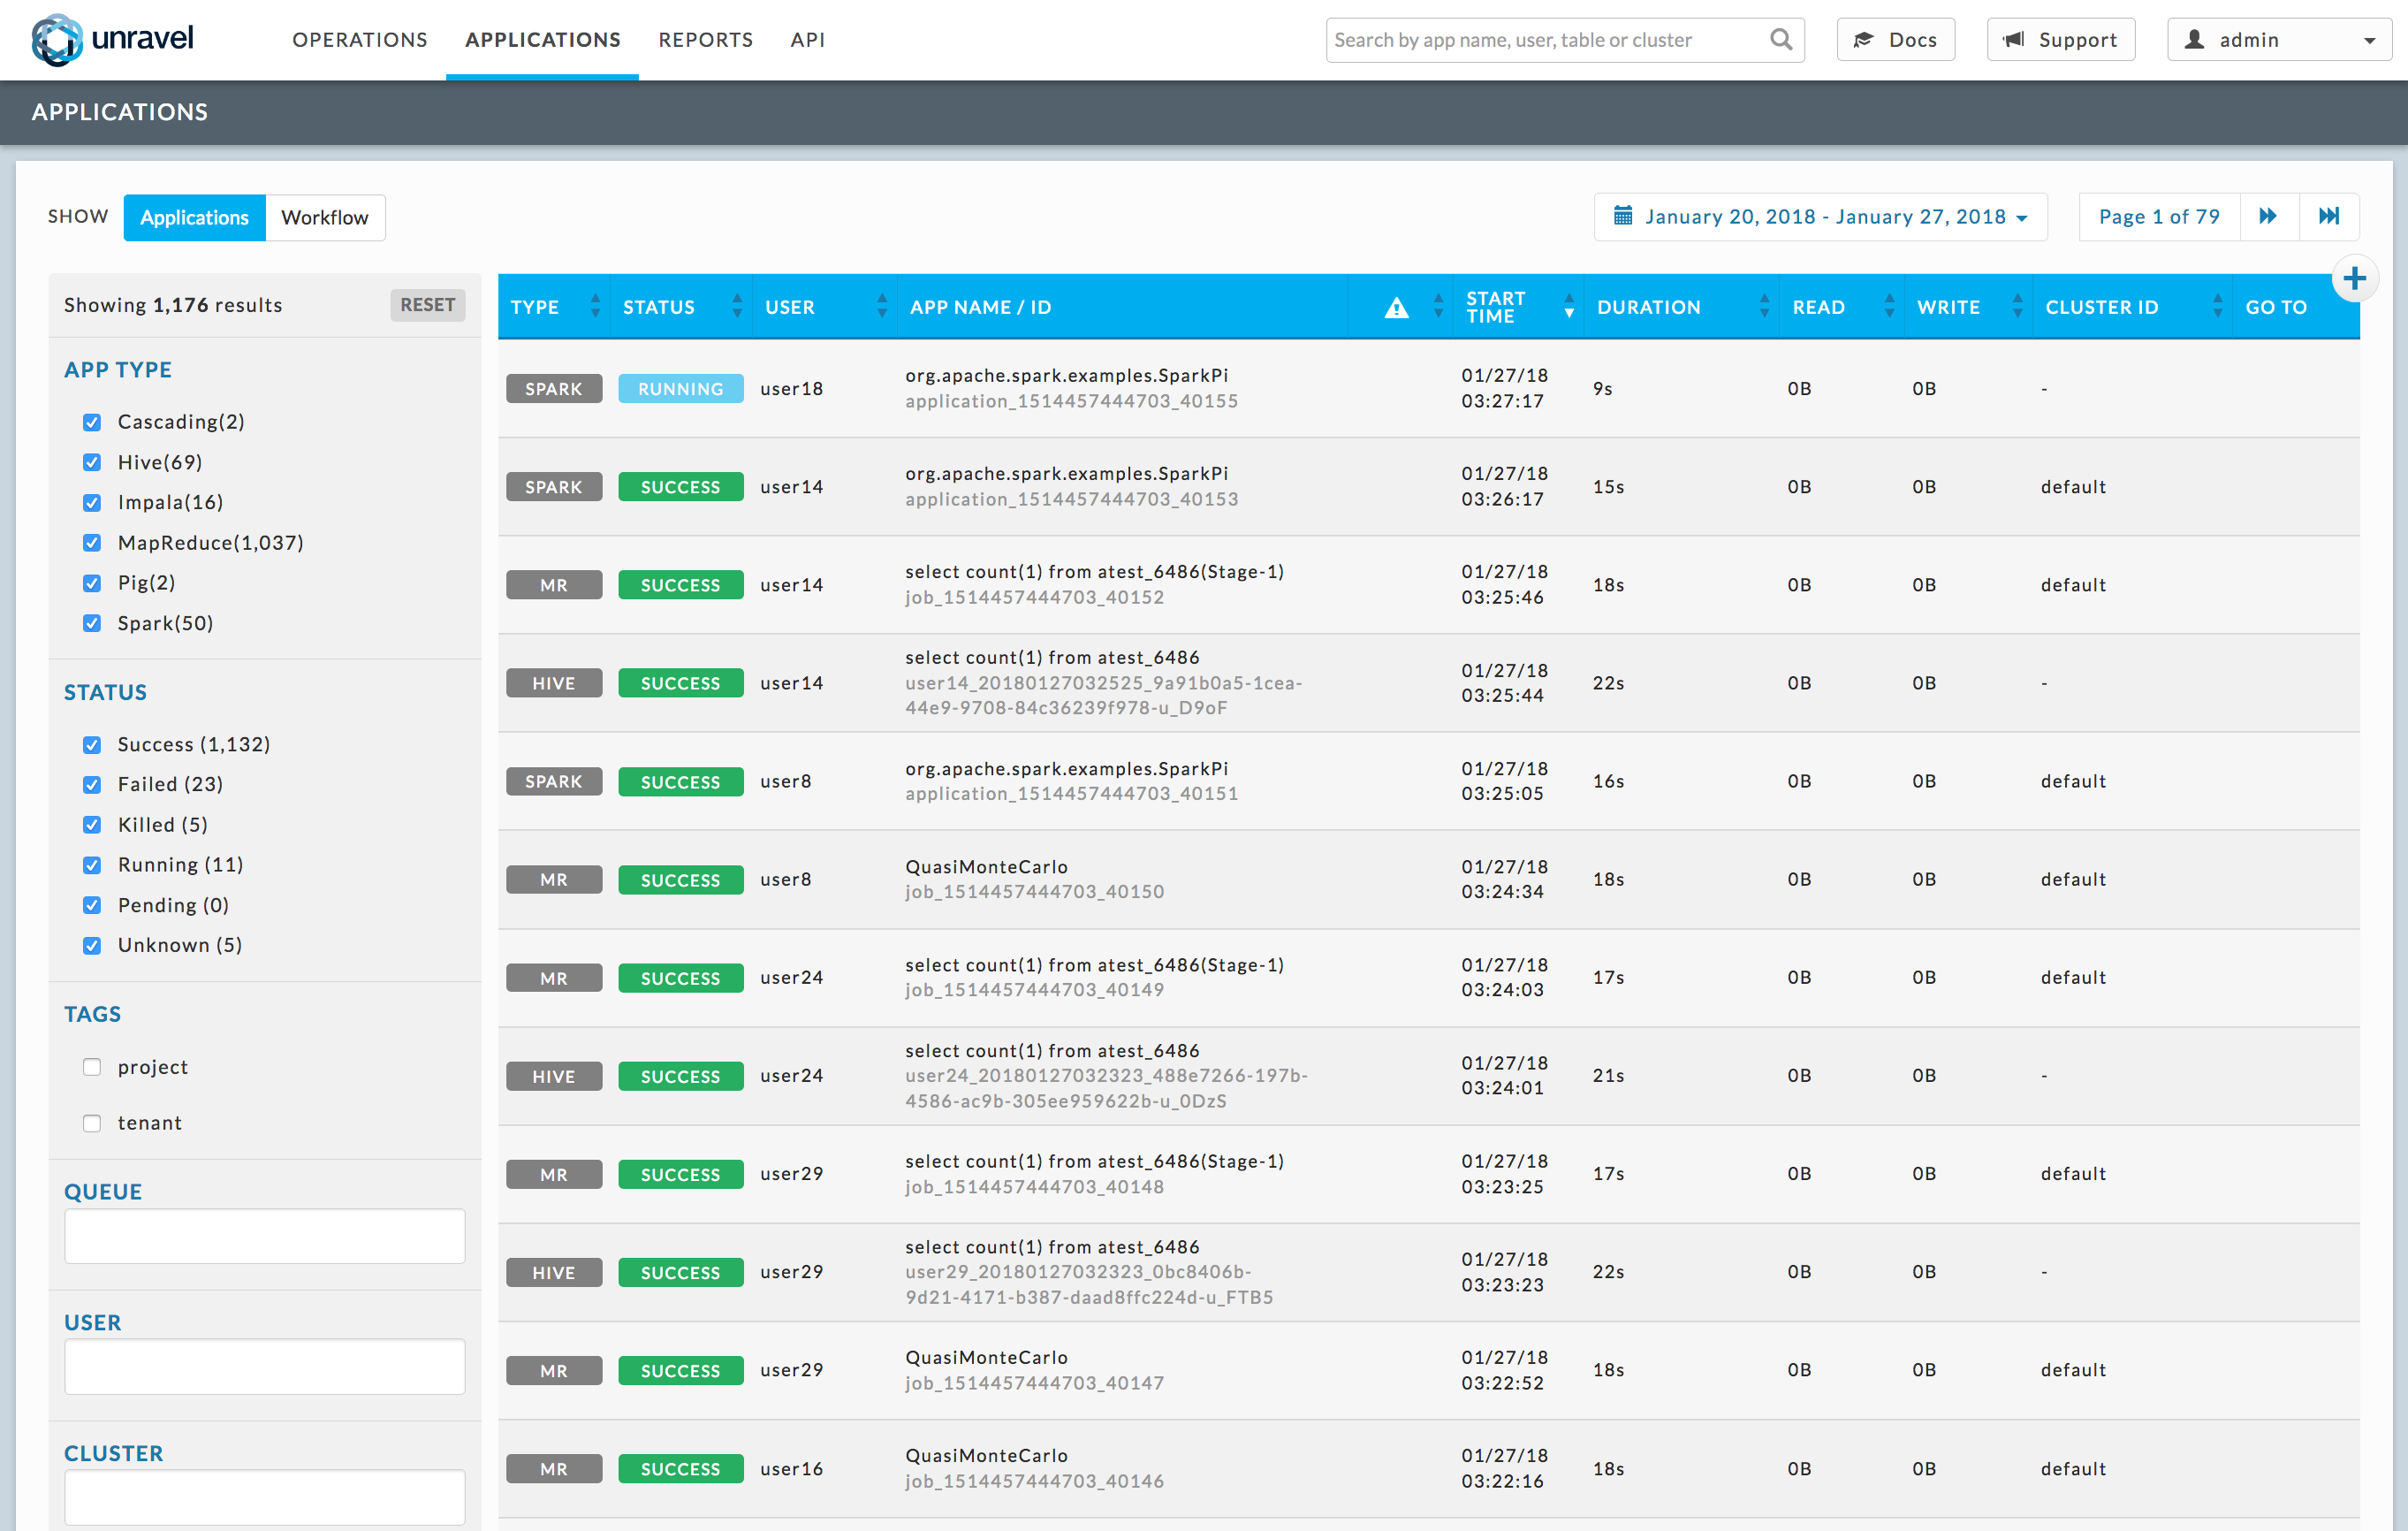 unravel
OPERATIONS APPLICATIONS REPORTS API
Search by app name, user, table or cluster
Docs
Support
admin
APPLICATIONS
SHOW Applications Workflow
January 20, 2018 - January 27, 2018
Page 1 of 79
Showing 1,176 results RESET
APP TYPE
Cascading(2)
Hive(69)
Impala(16)
MapReduce(1,037)
Pig(2)
Spark(50)
STATUS
Success (1,132)
Failed (23)
Killed (5)
Running (11)
Pending (0)
Unknown (5)
TAGS
project
tenant
QUEUE
USER
CLUSTER
TYPE STATUS USER APP NAME / ID START TIME DURATION READ WRITE CLUSTER ID GO TO
SPARK RUNNING user18 org.apache.spark.examples.SparkPi 01/27/18 9s 0B 0B -
application_1514457444703_40155 03:27:17
SPARK SUCCESS user14 org.apache.spark.examples.SparkPi 01/27/18 15s 0B 0B default
application_1514457444703_40153 03:26:17
MR SUCCESS user14 select count(1) from atest_6486(Stage-1) 01/27/18 18s 0B 0B default
job_1514457444703_40152 03:25:46
HIVE SUCCESS user14 select count(1) from atest_6486 01/27/18 22s 0B 0B -
user14_20180127032525_9a91b0a5-1cea- 03:25:44
44e9-9708-84c36239f978-u_D9oF
SPARK SUCCESS user8 org.apache.spark.examples.SparkPi 01/27/18 16s 0B 0B default
application_1514457444703_40151 03:25:05
MR SUCCESS user8 QuasiMonteCarlo 01/27/18 18s 0B 0B default
job_1514457444703_40150 03:24:34
MR SUCCESS user24 select count(1) from atest_6486(Stage-1) 01/27/18 17s 0B 0B default
job_1514457444703_40149 03:24:03
HIVE SUCCESS user24 select count(1) from atest_6486 01/27/18 21s 0B 0B -
user24_20180127032323_488e7266-197b- 03:24:01
4586-ac9b-305ee959622b-u_0DzS
MR SUCCESS user29 select count(1) from atest_6486(Stage-1) 01/27/18 17s 0B 0B default
job_1514457444703_40148 03:23:25
HIVE SUCCESS user29 select count(1) from atest_6486 01/27/18 22s 0B 0B -
user29_20180127032323_0bc8406b- 03:23:23
9d21-4171-b387-daad8ffc224d-u_FTB5
MR SUCCESS user29 QuasiMonteCarlo 01/27/18 18s 0B 0B default
job_1514457444703_40147 03:22:52
MR SUCCESS user16 QuasiMonteCarlo 01/27/18 18s 0B 0B default
job_1514457444703_40146 03:22:16